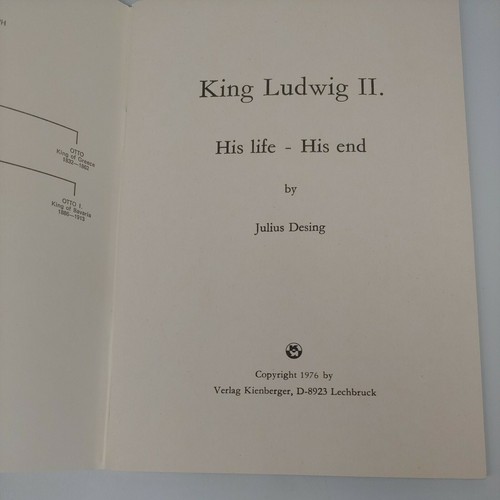 OTTO
King of Greece
OTTO I.
King of Bavaria
King Ludwig II.
His life - His end
by
Julius Desing
Copyright 1976 by
Verlag Kienberger, D-8923 Lechbruck